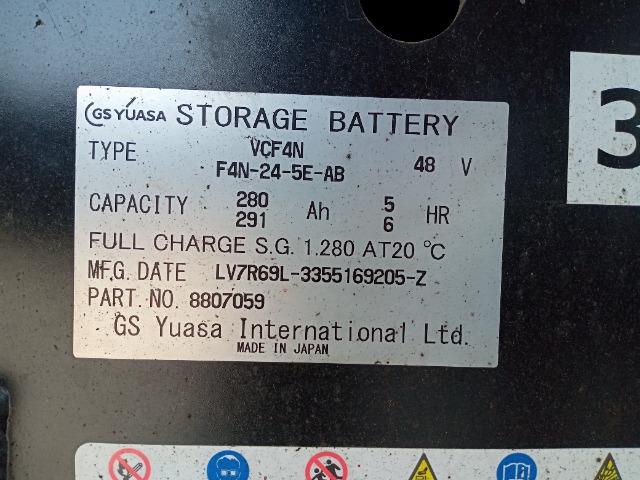 GS YUASA STORAGE BATTERY
TYPE VCF4N 48 V
F4N-24-5E-AB
CAPACITY 280 Ah 5 HR
291 6
FULL CHARGE S.G. 1.280 AT20 ℃
MFG. DATE LV7R69L-3355169205-Z
PART. NO. 8807059
GS Yuasa International Ltd.
MADE IN JAPAN
3